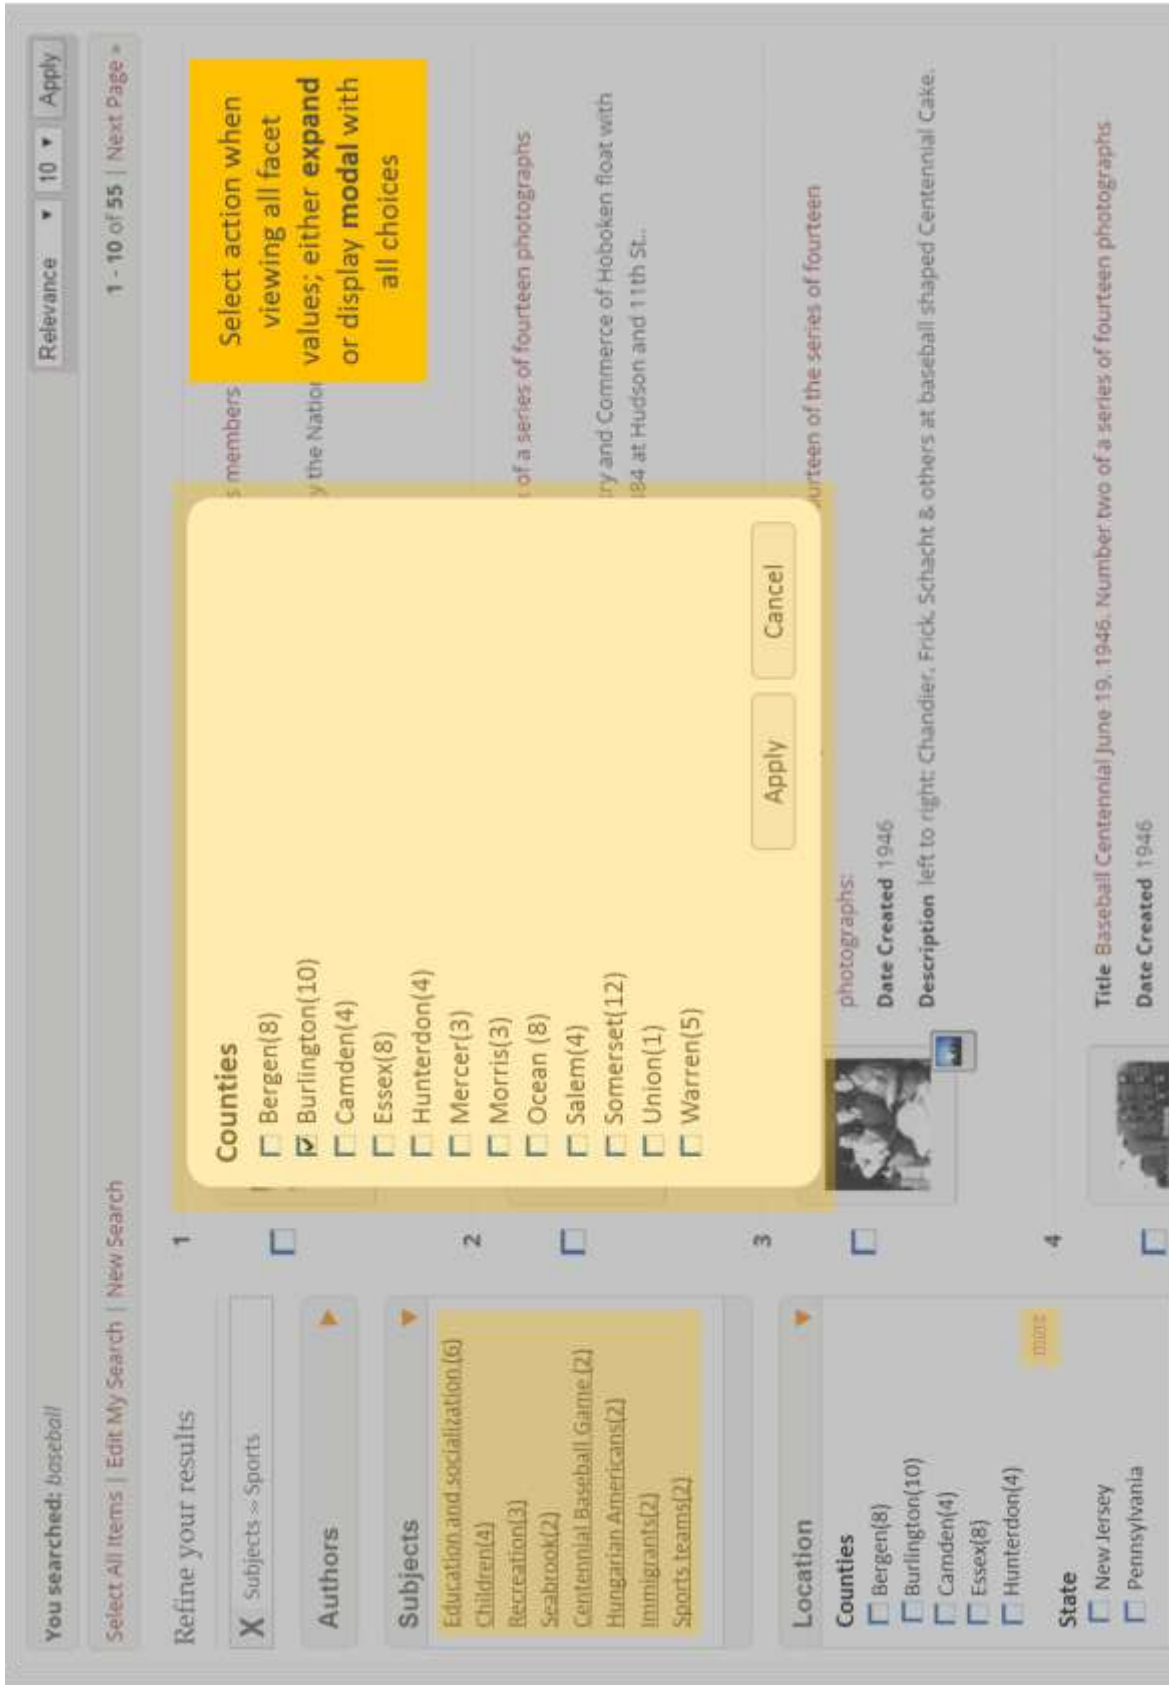 You searched: baseball
Relevance 10 Apply
Select All Items | Edit My Search | New Search
1 - 10 of 55 | Next Page »
Refine your results
X Subjects » Sports
Authors
Subjects
Education and socialization (6)
Children(4)
Recreation(3)
Seabrook(2)
Centennial Baseball Game (2)
Hungarian Americans(2)
Immigrants(2)
Sports teams(2)
Location
Counties
Bergen(8)
Burlington(10)
Camden(4)
Essex(8)
Hunterdon(4)
more
State
New Jersey
Pennsylvania
1
s members
y the Nation
2
of a series of fourteen photographs
ry and Commerce of Hoboken float with
at Hudson and 11th St..
3
urteen of the series of fourteen
photographs:
Date Created 1946
Description left to right: Chandler, Frick, Schacht & others at baseball shaped Centennial Cake.
4
Title Baseball Centennial June 19, 1946. Number two of a series of fourteen photographs
Date Created 1946
Counties
Bergen(8)
Burlington(10)
Camden(4)
Essex(8)
Hunterdon(4)
Mercer(3)
Morris(3)
Ocean (8)
Salem(4)
Somerset(12)
Union(1)
Warren(5)
Apply Cancel
Select action when
viewing all facet
values; either expand
or display modal with
all choices